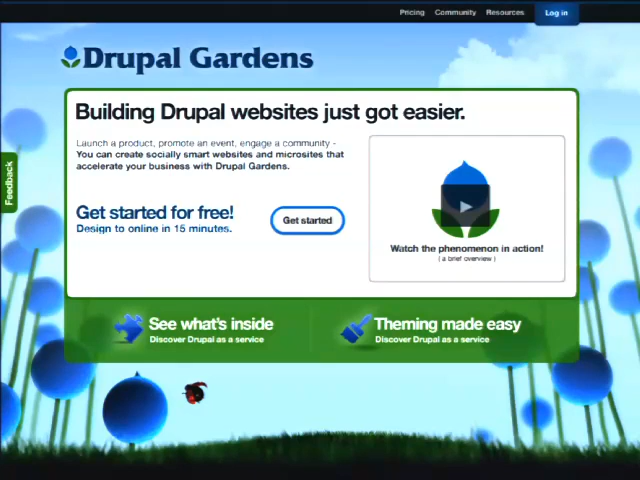 Pricing Community Resources Log in
Drupal Gardens
Building Drupal websites just got easier.
Launch a product, promote an event, engage a community -
You can create socially smart websites and microsites that
accelerate your business with Drupal Gardens.
Feedback
Get started for free!
Design to online in 15 minutes.
Get started
Watch the phenomenon in action!
( a brief overview )
See what's inside
Discover Drupal as a service
Theming made easy
Discover Drupal as a service